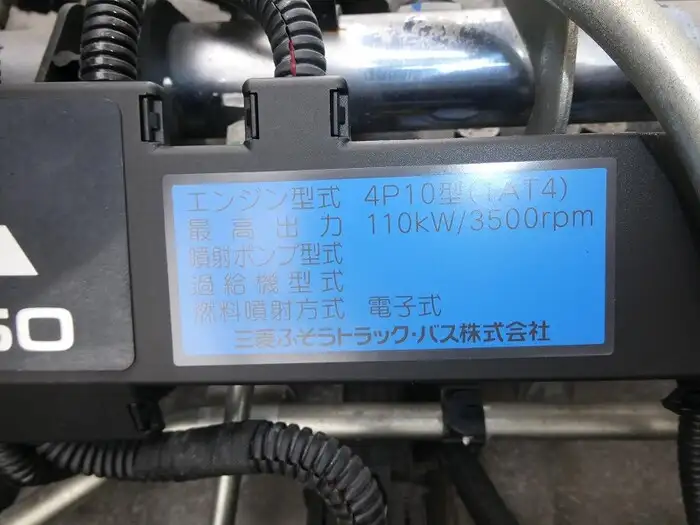 エンジン型式 4P10型(TAT4)
最高出力 110kW/3500rpm
噴射ポンプ型式
過給機型式
燃料噴射方式 電子式
三菱ふそうトラック・バス株式会社
50